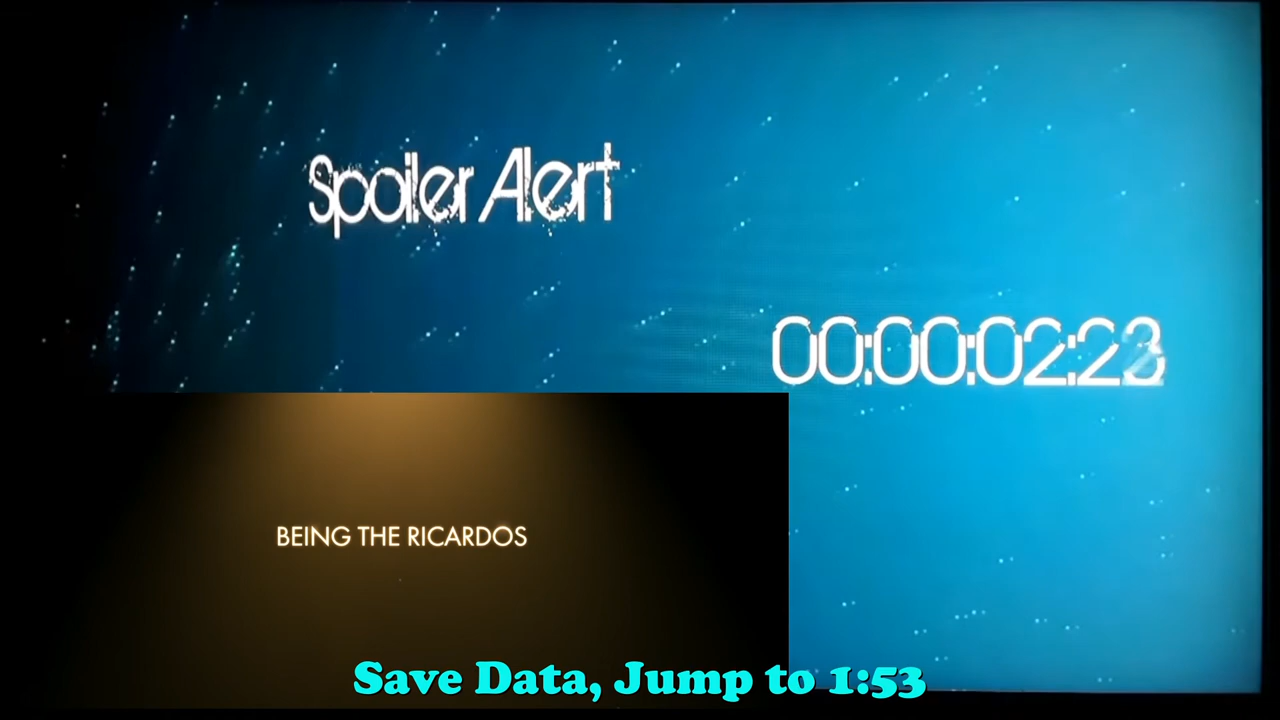 Spoiler Alert
00:00:02:23
BEING THE RICARDOS
Save Data, Jump to 1:53